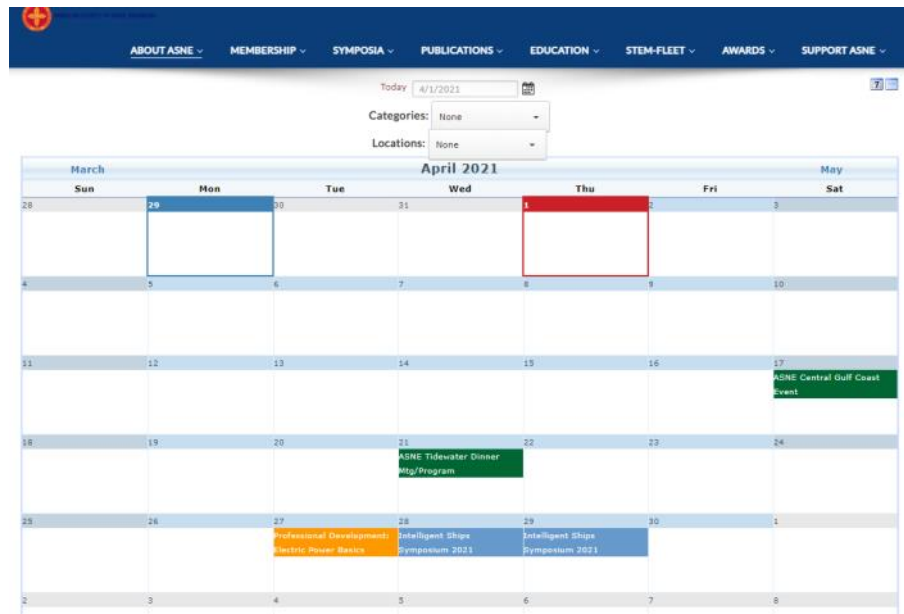 ABOUT ASNE MEMBERSHIP SYMPOSIA PUBLICATIONS EDUCATION STEM-FLEET AWARDS SUPPORT ASNE
Today 4/1/2021
?
Categories: None
Locations: None
March April 2021 May
Sun Mon Tue Wed Thu Fri Sat
28 29 30 31 1 2 3
4 5 6 7 8 9 10
11 12 13 14 15 16 17
ASNE Central Gulf Coast
Event
18 19 20 21 22 23 24
ASNE Tidewater Dinner
Mtg/Program
25 26 27 28 29 30 1
Professional Development: Intelligent Ships Intelligent Ships
Electric Power Basics Symposium 2021 Symposium 2021
2 3 4 5 6 7 8